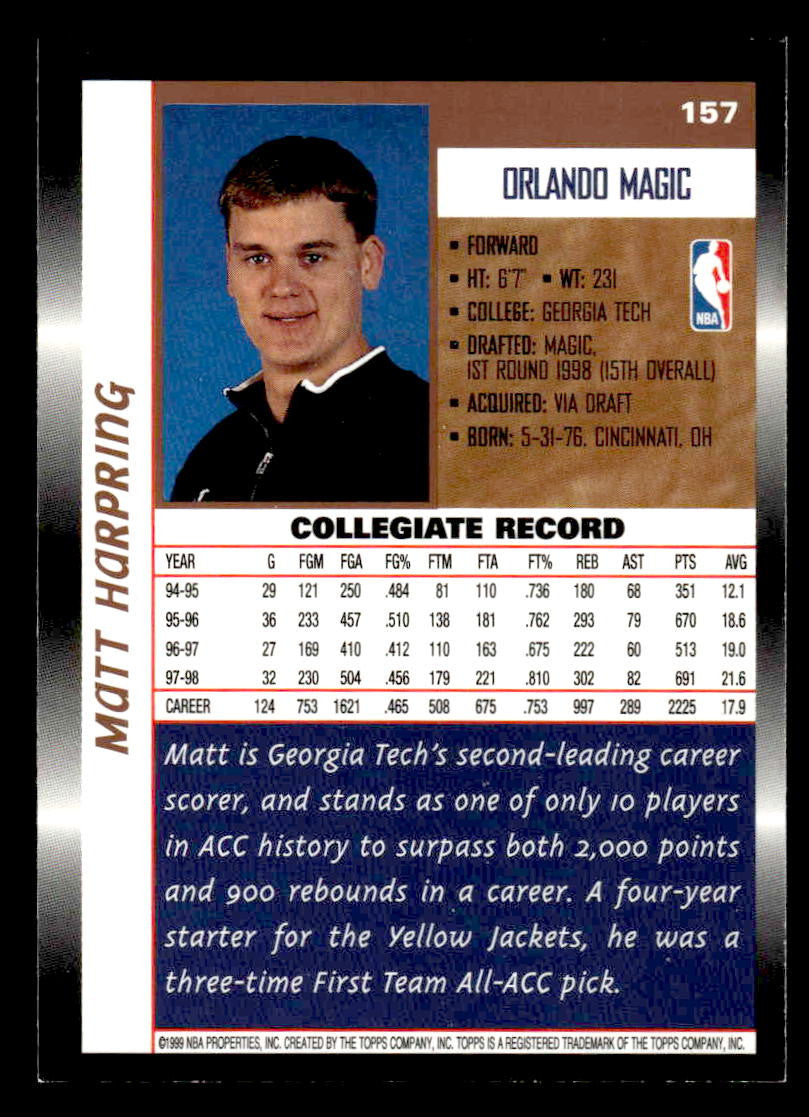 157
ORLANDO MAGIC
▪ FORWARD
▪ HT: 6'7" ▪ WT: 231
▪ COLLEGE: GEORGIA TECH
▪ DRAFTED: MAGIC,
1ST ROUND 1998 (15TH OVERALL)
▪ ACQUIRED: VIA DRAFT
▪ BORN: 5-31-76, CINCINNATI, OH
NBA
MaTT HaRPRING
COLLEGIATE RECORD
YEAR G FGM FGA FG% FTM FTA FT% REB AST PTS AVG
94-95 29 121 250 .484 81 110 .736 180 68 351 12.1
95-96 36 233 457 .510 138 181 .762 293 79 670 18.6
96-97 27 169 410 .412 110 163 .675 222 60 513 19.0
97-98 32 230 504 .456 179 221 .810 302 82 691 21.6
CAREER 124 753 1621 .465 508 675 .753 997 289 2225 17.9
Matt is Georgia Tech's second-leading career
scorer, and stands as one of only 10 players
in ACC history to surpass both 2,000 points
and 900 rebounds in a career. A four-year
starter for the Yellow Jackets, he was a
three-time First Team All-ACC pick.
©1999 NBA PROPERTIES, INC. CREATED BY THE TOPPS COMPANY, INC. TOPPS IS A REGISTERED TRADEMARK OF THE TOPPS COMPANY, INC.